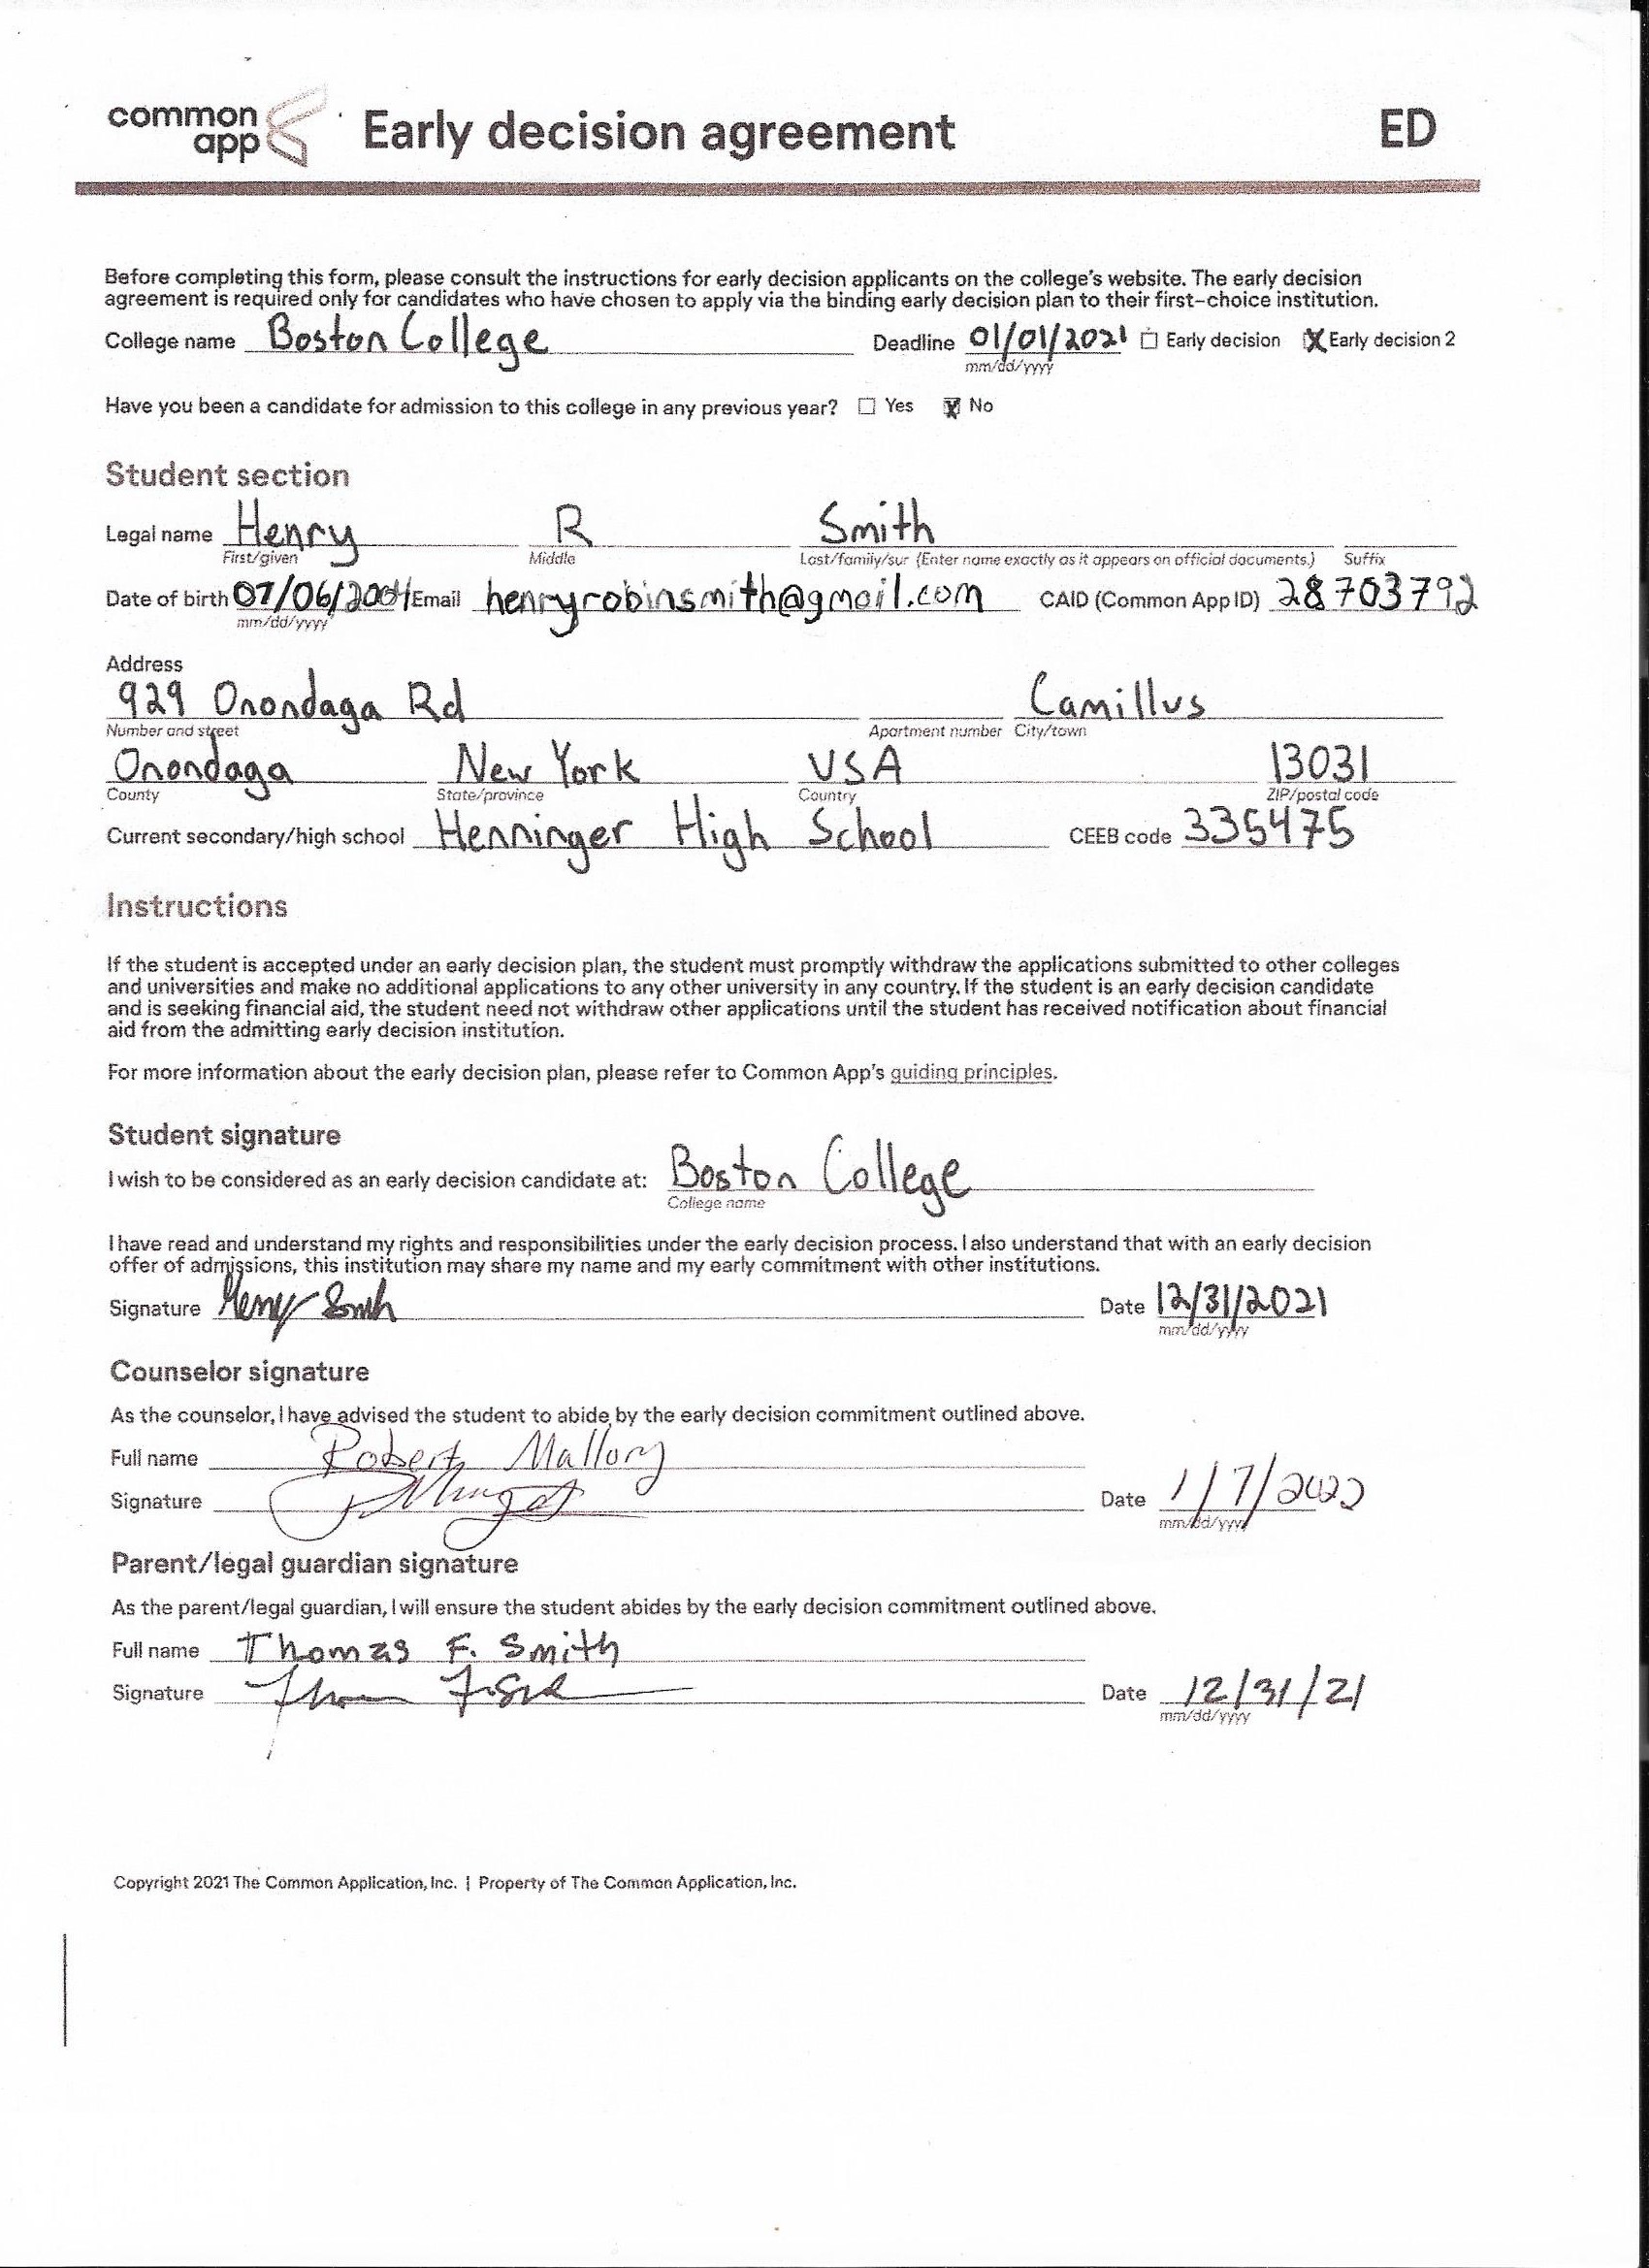 common app Early decision agreement ED
Before completing this form, please consult the instructions for early decision applicants on the college's website. The early decision
agreement is required only for candidates who have chosen to apply via the binding early decision plan to their first-choice institution.
College name Boston College Deadline 01/01/2021 Early decision X Early decision 2
mm/dd/yyyy
Have you been a candidate for admission to this college in any previous year? Yes X No
Student section
Legal name Henry R Smith
First/given Middle Last/family/sur (Enter name exactly as it appears on official documents.) Suffix
Date of birth 07/06/2004 Email henryrobinsmith@gmail.com CAID (Common App ID) 28703792
mm/dd/yyyy
Address
929 Onondaga Rd Camillus
Number and street Apartment number City/town
Onondaga New York USA 13031
County State/province Country ZIP/postal code
Current secondary/high school Henninger High School CEEB code 335475
Instructions
If the student is accepted under an early decision plan, the student must promptly withdraw the applications submitted to other colleges
and universities and make no additional applications to any other university in any country. If the student is an early decision candidate
and is seeking financial aid, the student need not withdraw other applications until the student has received notification about financial
aid from the admitting early decision institution.
For more information about the early decision plan, please refer to Common App's guiding principles.
Student signature
I wish to be considered as an early decision candidate at: Boston College
College name
I have read and understand my rights and responsibilities under the early decision process. I also understand that with an early decision
offer of admissions, this institution may share my name and my early commitment with other institutions.
Signature Henry Smith Date 12/31/2021
mm/dd/yyyy
Counselor signature
As the counselor, I have advised the student to abide by the early decision commitment outlined above.
Full name Robert Mallory
Signature Date 1/7/2022
mm/dd/yyyy
Parent/legal guardian signature
As the parent/legal guardian, I will ensure the student abides by the early decision commitment outlined above.
Full name Thomas F. Smith
Signature Date 12/31/21
mm/dd/yyyy
Copyright 2021 The Common Application, Inc. | Property of The Common Application, Inc.